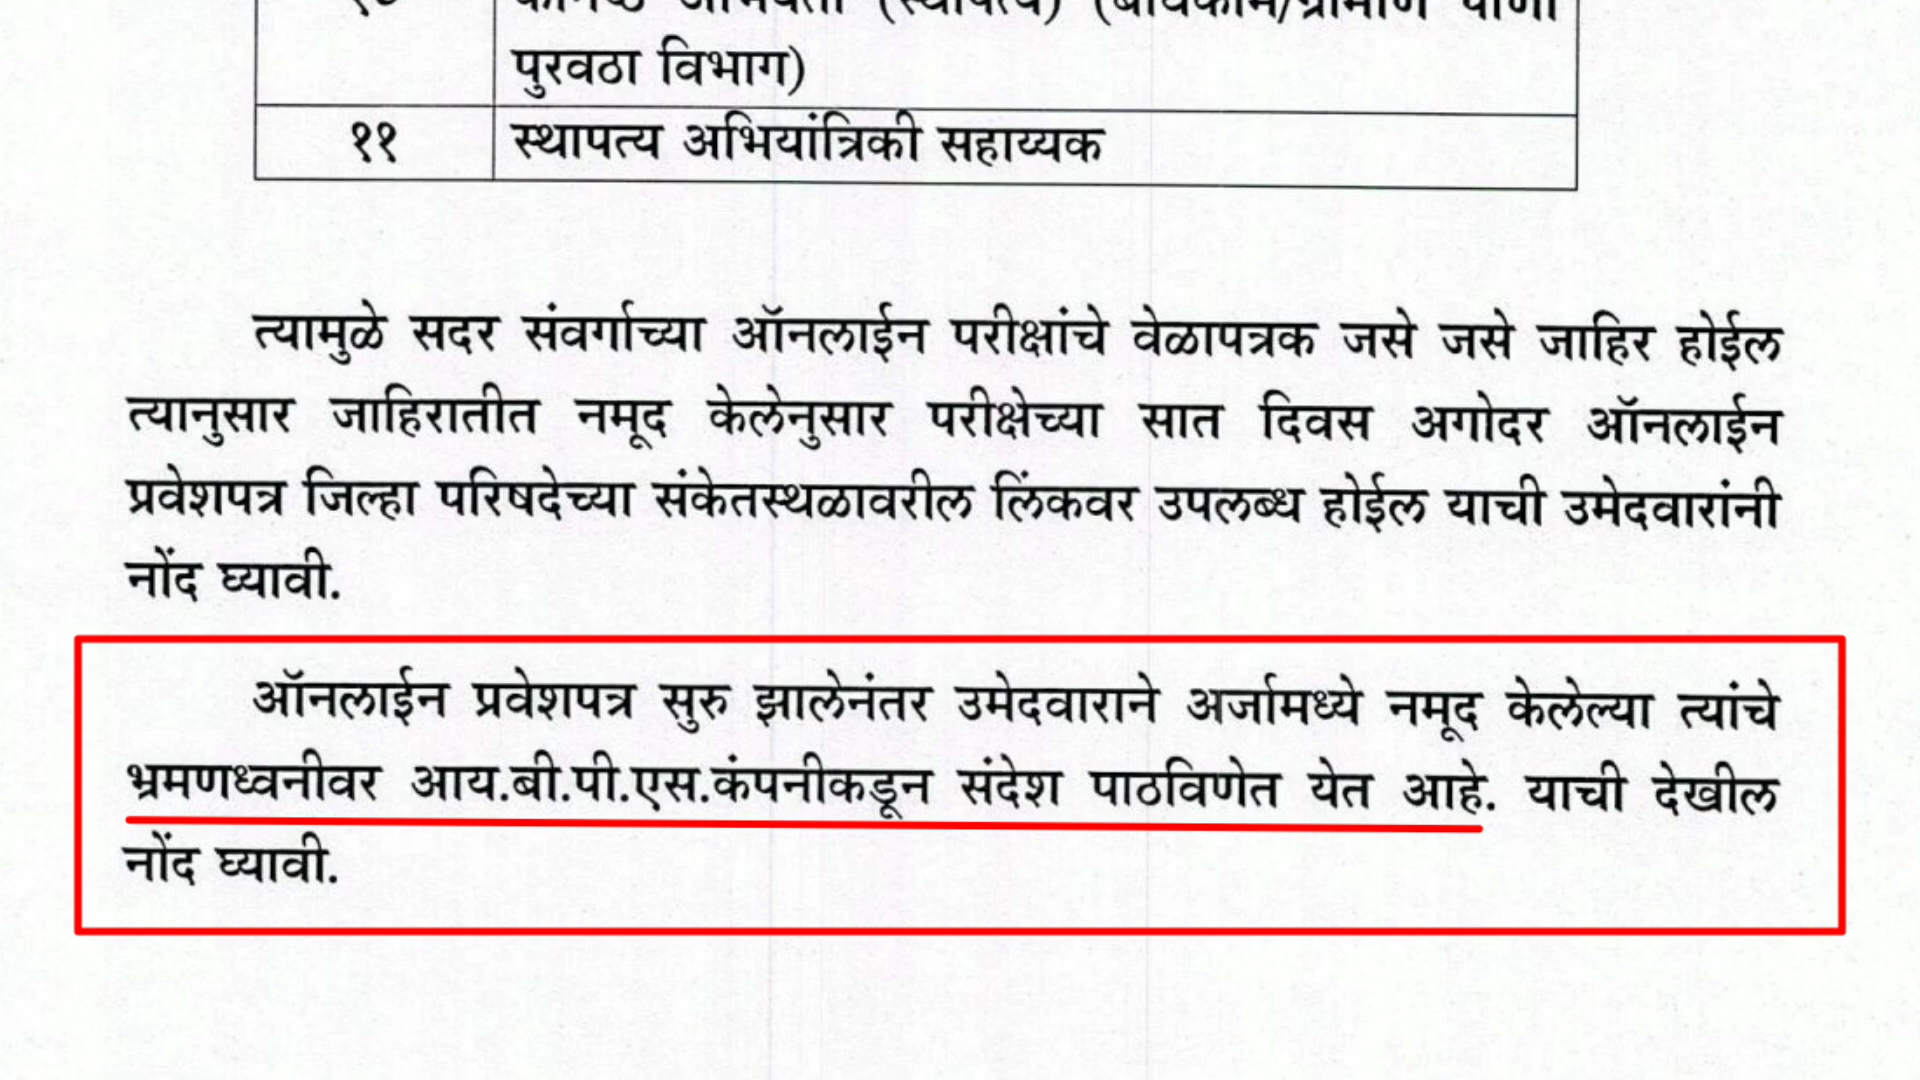 पुरवठा विभाग)
११ स्थापत्य अभियांत्रिकी सहाय्यक
त्यामुळे सदर संवर्गाच्या ऑनलाईन परीक्षांचे वेळापत्रक जसे जसे जाहिर होईल
त्यानुसार जाहिरातीत नमूद केलेनुसार परीक्षेच्या सात दिवस अगोदर ऑनलाईन
प्रवेशपत्र जिल्हा परिषदेच्या संकेतस्थळावरील लिंकवर उपलब्ध होईल याची उमेदवारांनी
नोंद घ्यावी.
ऑनलाईन प्रवेशपत्र सुरु झालेनंतर उमेदवाराने अर्जामध्ये नमूद केलेल्या त्यांचे
भ्रमणध्वनीवर आय.बी.पी.एस.कंपनीकडून संदेश पाठविणेत येत आहे. याची देखील
नोंद घ्यावी.